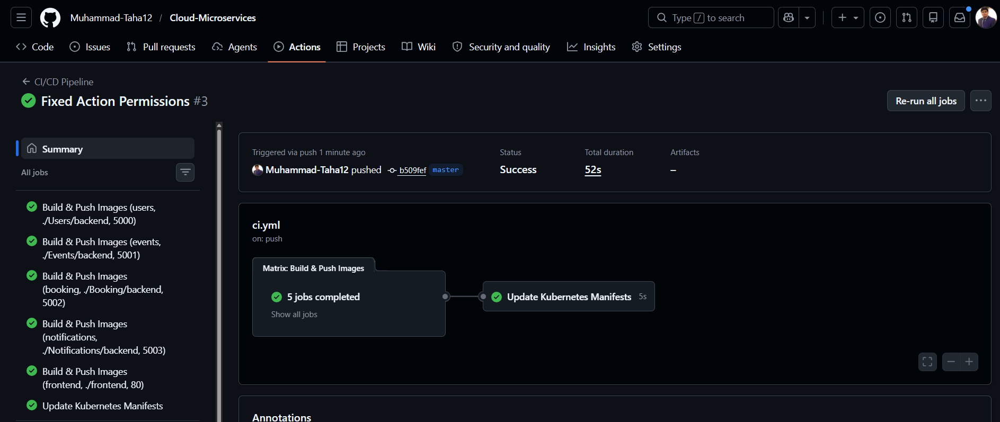 Muhammad-Taha12 / Cloud-Microservices
Type / to search
Code
Issues
Pull requests
Agents
Actions
Projects
Wiki
Security and quality
Insights
Settings
← CI/CD Pipeline
Fixed Action Permissions #3
Re-run all jobs
Summary
All jobs
Build & Push Images (users,
./Users/backend, 5000)
Build & Push Images (events,
./Events/backend, 5001)
Build & Push Images
(booking, ./Booking/backend,
5002)
Build & Push Images
(notifications,
./Notifications/backend, 5003)
Build & Push Images
(frontend, ./frontend, 80)
Update Kubernetes Manifests
Triggered via push 1 minute ago
Muhammad-Taha12 pushed b509fef master
Status
Success
Total duration
52s
Artifacts
–
ci.yml
on: push
Matrix: Build & Push Images
5 jobs completed
Show all jobs
Update Kubernetes Manifests 5s
Annotations